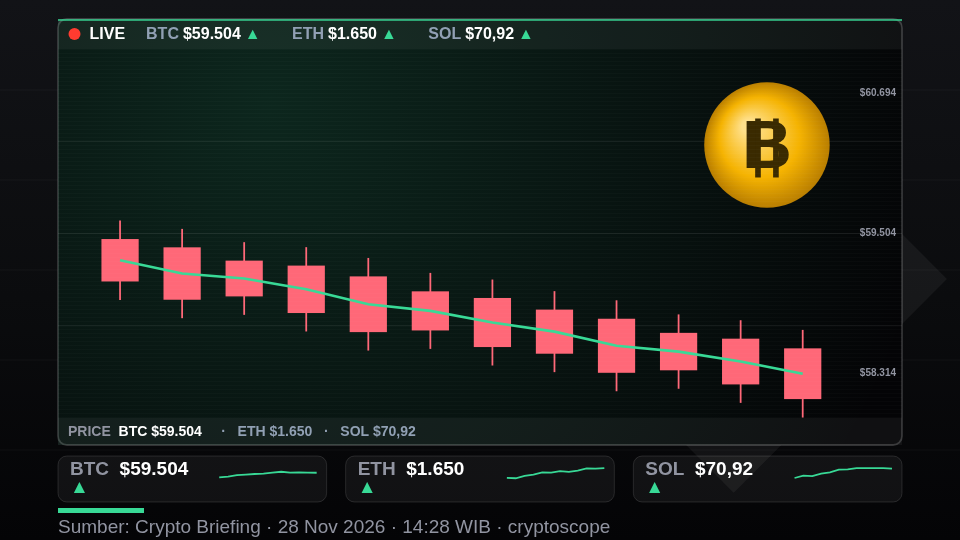 LIVE BTC $59.504 ▲ ETH $1.650 ▲ SOL $70,92 ▲
$60.694
$59.504
$58.314
PRICE BTC $59.504 · ETH $1.650 · SOL $70,92
BTC $59.504 ▲
ETH $1.650 ▲
SOL $70,92 ▲
Sumber: Crypto Briefing · 28 Nov 2026 · 14:28 WIB · cryptoscope